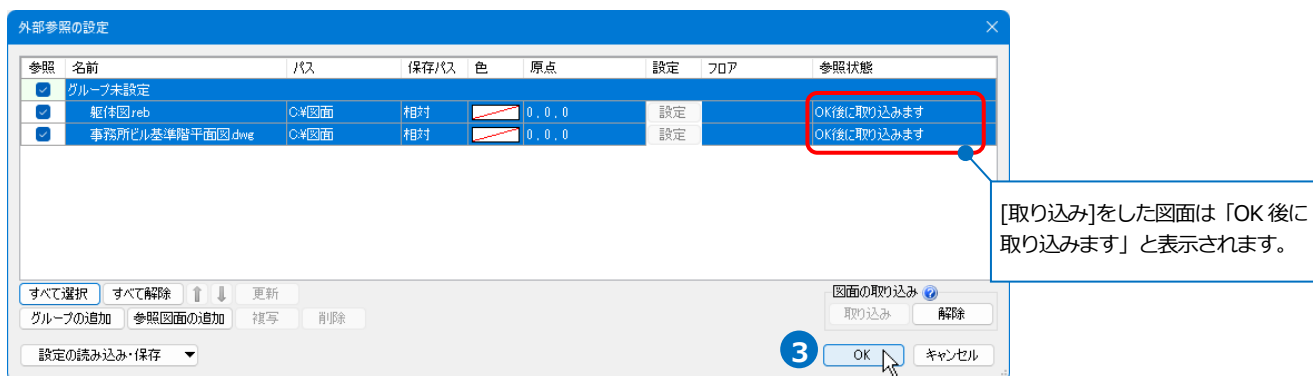 外部参照の設定
参照 名前 パス 保存パス 色 原点 設定 フロア 参照状態
グループ未設定
躯体図.reb C:¥図面 相対 0, 0, 0 設定 OK後に取り込みます
事務所ビル基準階平面図.dwg C:¥図面 相対 0, 0, 0 設定 OK後に取り込みます
[取り込み]をした図面は「OK 後に
取り込みます」と表示されます。
すべて選択 すべて解除 更新 図面の取り込み
グループの追加 参照図面の追加 複写 削除 取り込み 解除
設定の読み込み・保存 3 OK キャンセル